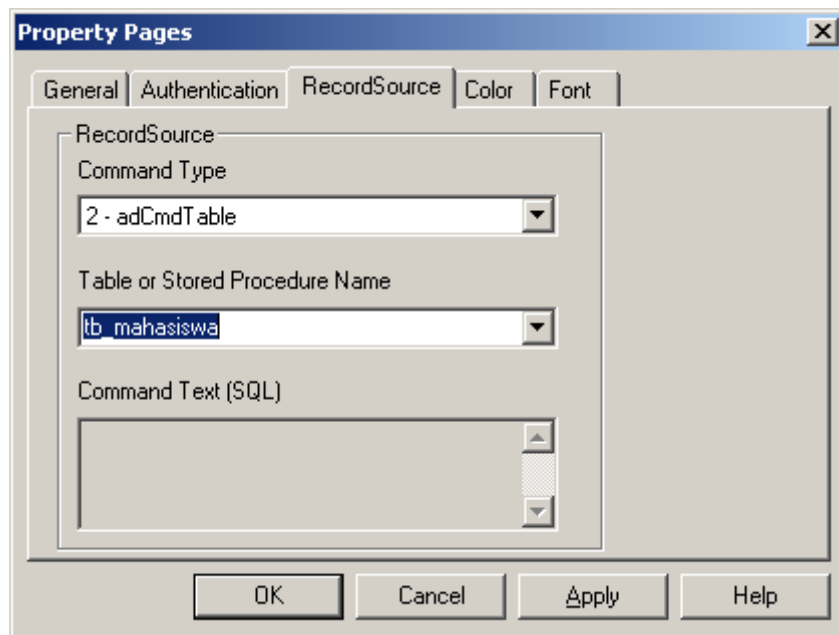 Property Pages
General Authentication RecordSource Color Font
RecordSource
Command Type
2 - adCmdTable
Table or Stored Procedure Name
tb_mahasiswa
Command Text (SQL)
OK Cancel Apply Help